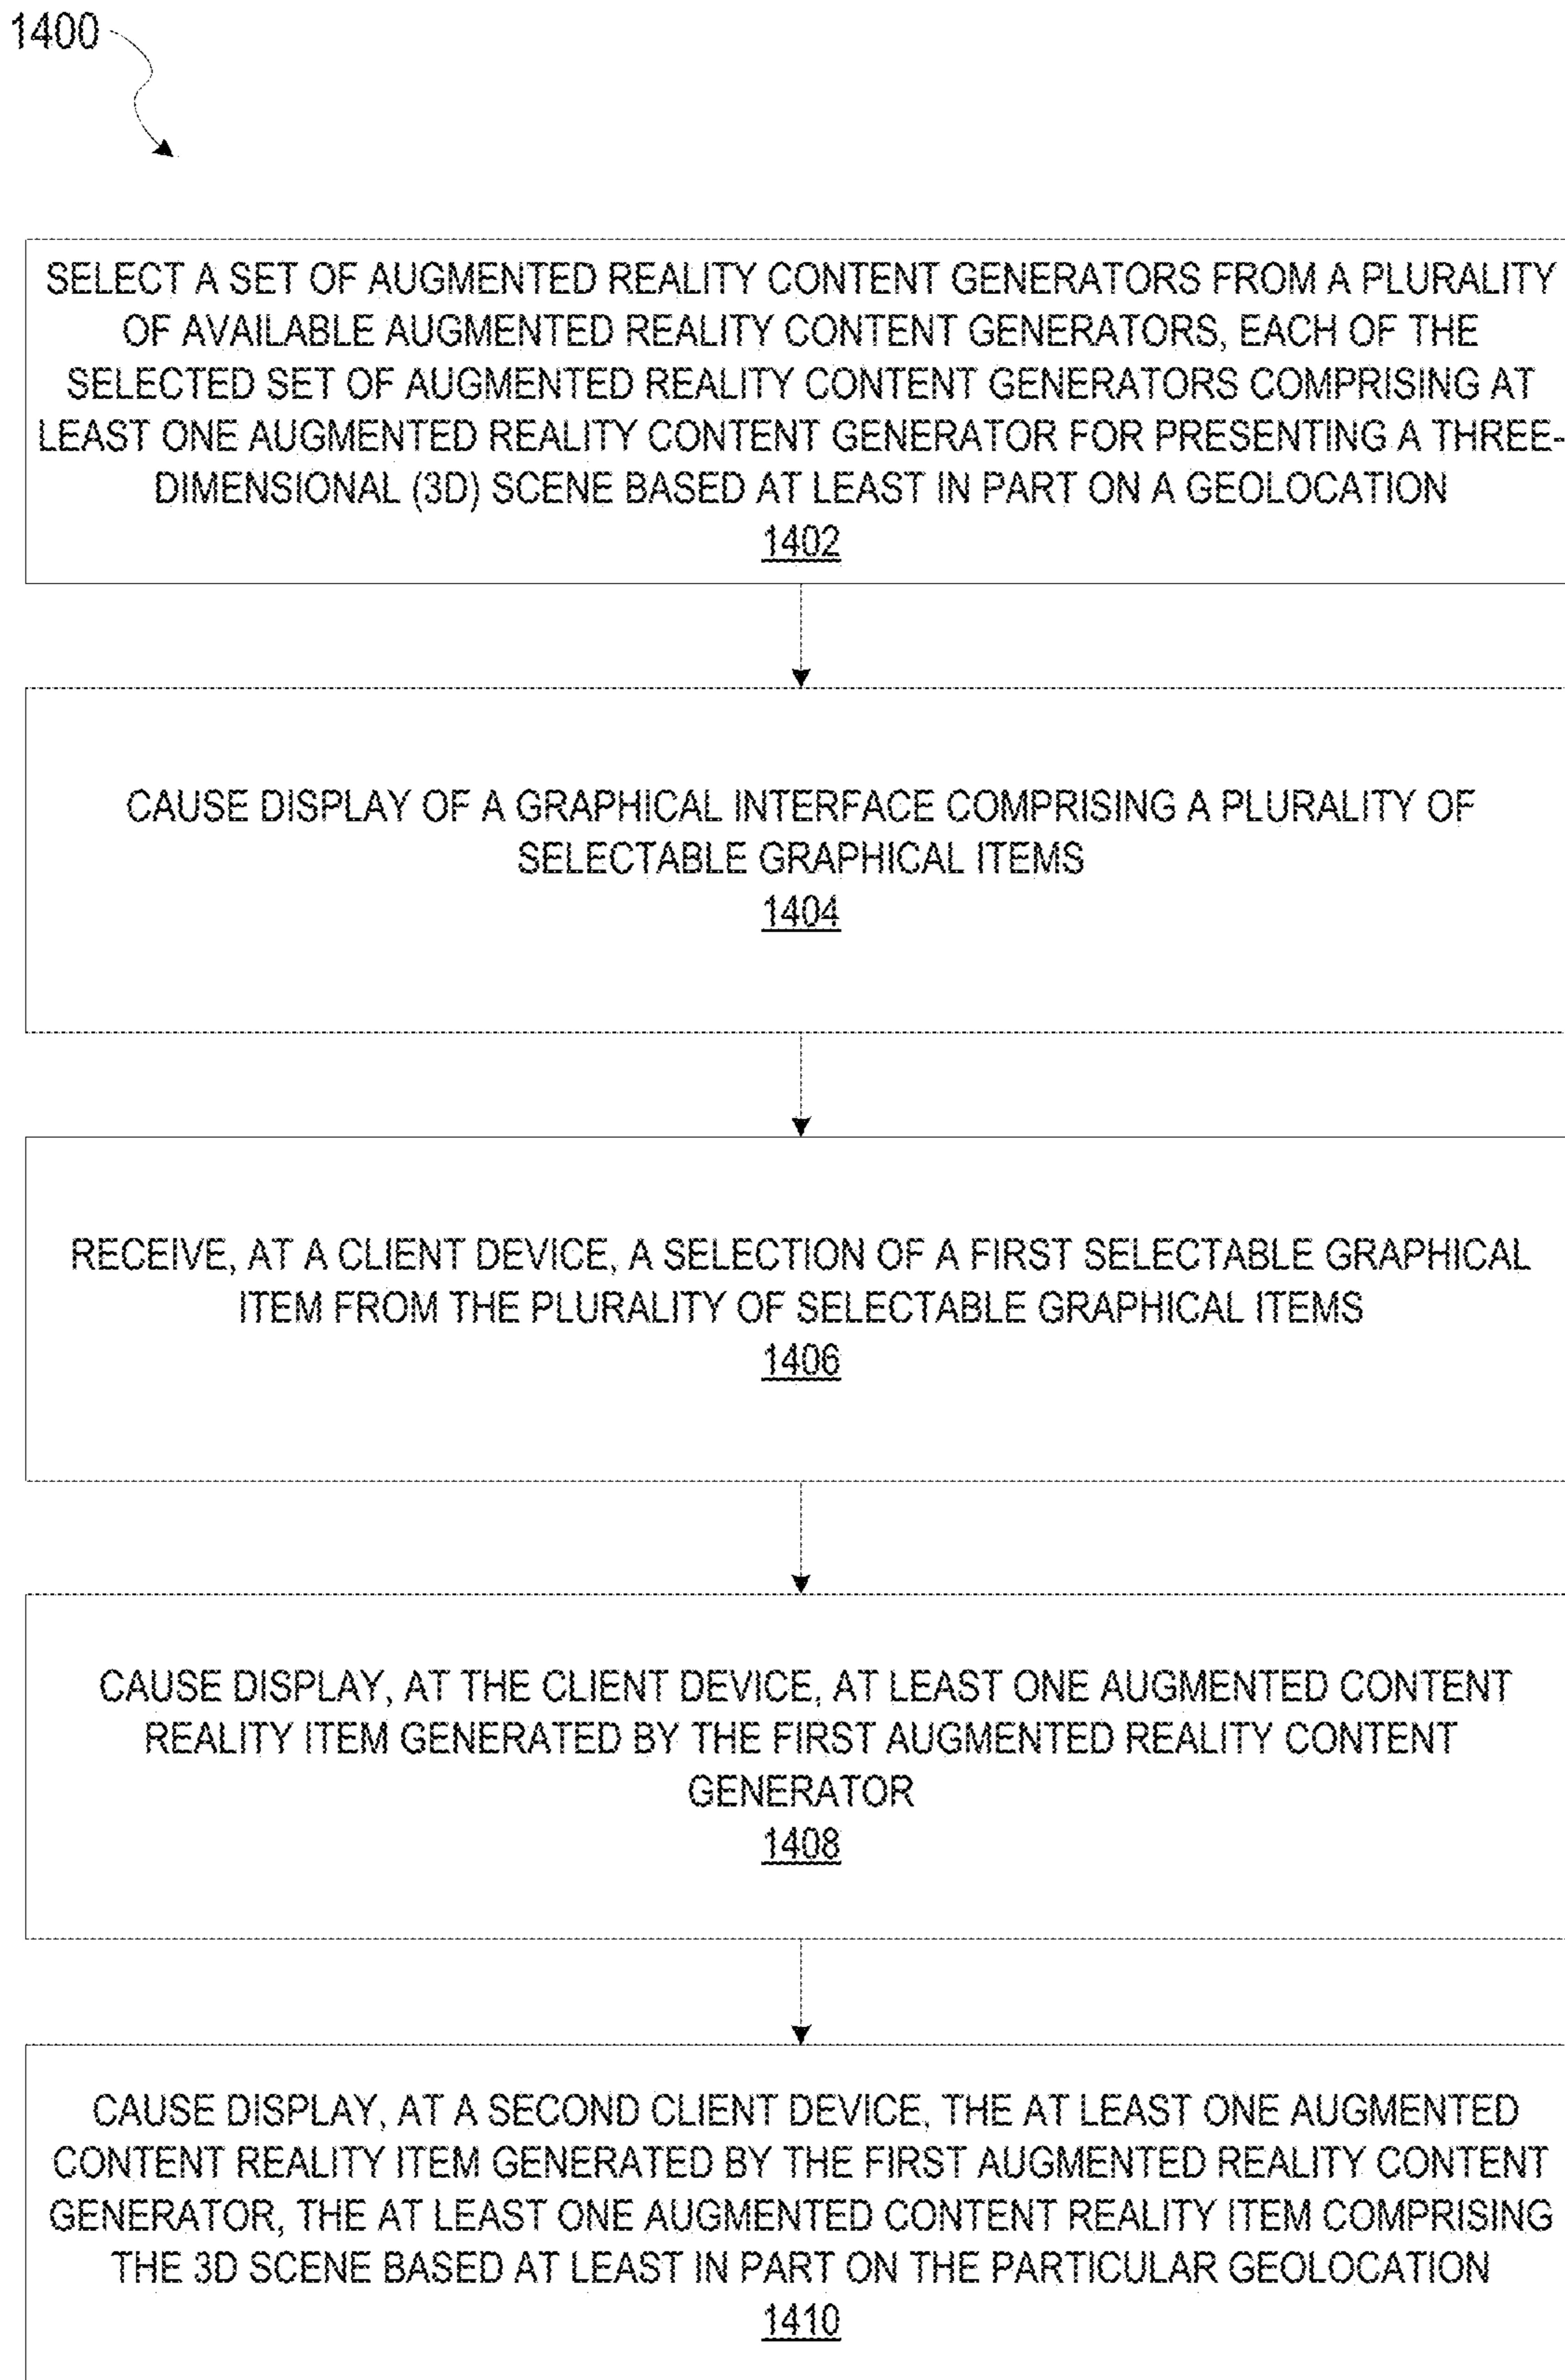 1400
SELECT A SET OF AUGMENTED REALITY CONTENT GENERATORS FROM A PLURALITY
OF AVAILABLE AUGMENTED REALITY CONTENT GENERATORS, EACH OF THE
SELECTED SET OF AUGMENTED REALITY CONTENT GENERATORS COMPRISING AT
LEAST ONE AUGMENTED REALITY CONTENT GENERATOR FOR PRESENTING A THREE-
DIMENSIONAL (3D) SCENE BASED AT LEAST IN PART ON A GEOLOCATION
1402
CAUSE DISPLAY OF A GRAPHICAL INTERFACE COMPRISING A PLURALITY OF
SELECTABLE GRAPHICAL ITEMS
1404
RECEIVE, AT A CLIENT DEVICE, A SELECTION OF A FIRST SELECTABLE GRAPHICAL
ITEM FROM THE PLURALITY OF SELECTABLE GRAPHICAL ITEMS
1406
CAUSE DISPLAY, AT THE CLIENT DEVICE, AT LEAST ONE AUGMENTED CONTENT
REALITY ITEM GENERATED BY THE FIRST AUGMENTED REALITY CONTENT
GENERATOR
1408
CAUSE DISPLAY, AT A SECOND CLIENT DEVICE, THE AT LEAST ONE AUGMENTED
CONTENT REALITY ITEM GENERATED BY THE FIRST AUGMENTED REALITY CONTENT
GENERATOR, THE AT LEAST ONE AUGMENTED CONTENT REALITY ITEM COMPRISING
THE 3D SCENE BASED AT LEAST IN PART ON THE PARTICULAR GEOLOCATION
1410